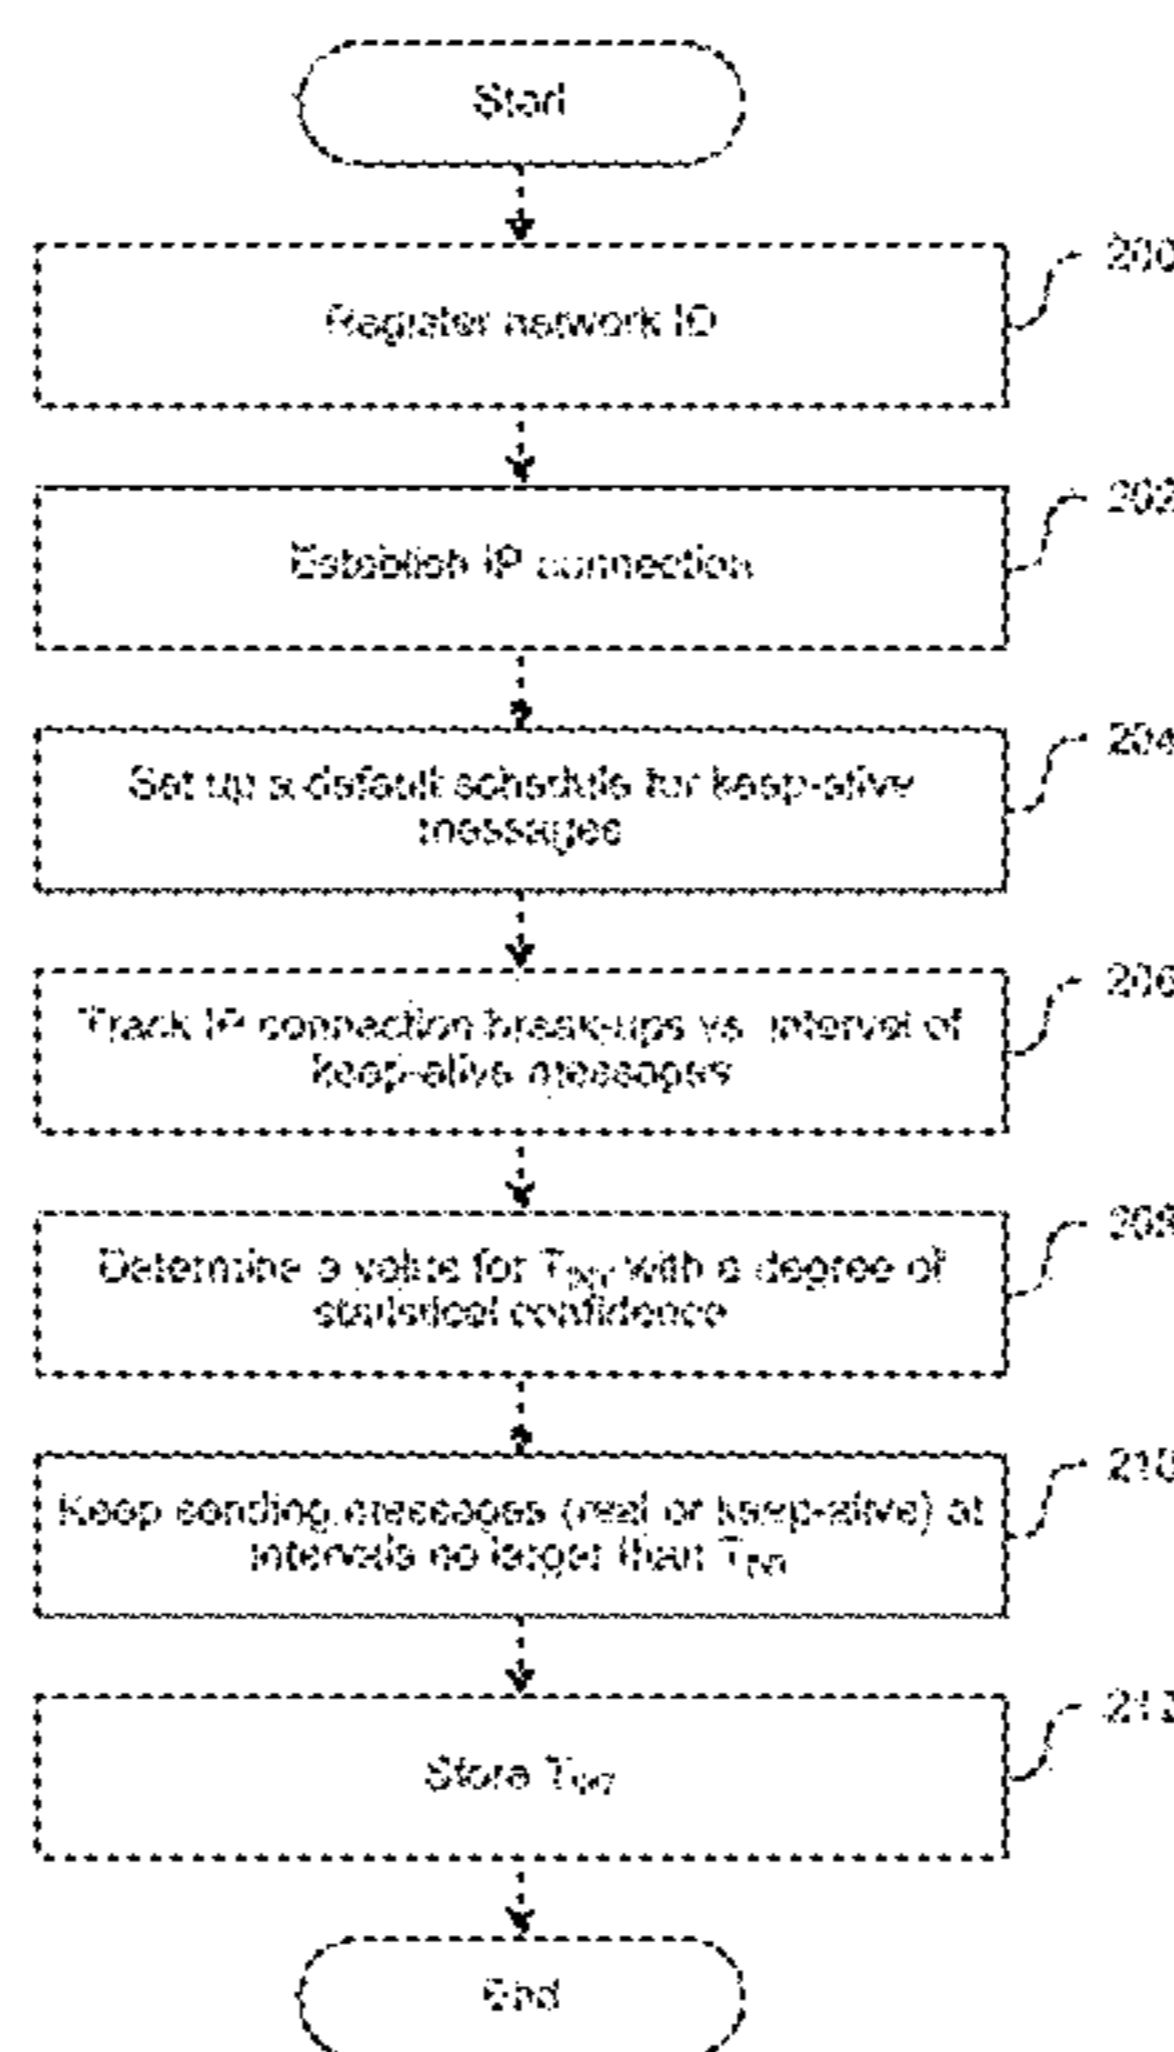 Start
Register network ID
200
Establish IP connection
202
Set up a default schedule for keep-alive
messages
204
Track IP connection break-ups vs. interval of
keep-alive messages
206
Determine a value for with a degree of
statistical confidence
208
Keep sending messages (real or keep-alive) at
intervals no larger than
210
Store
212
End